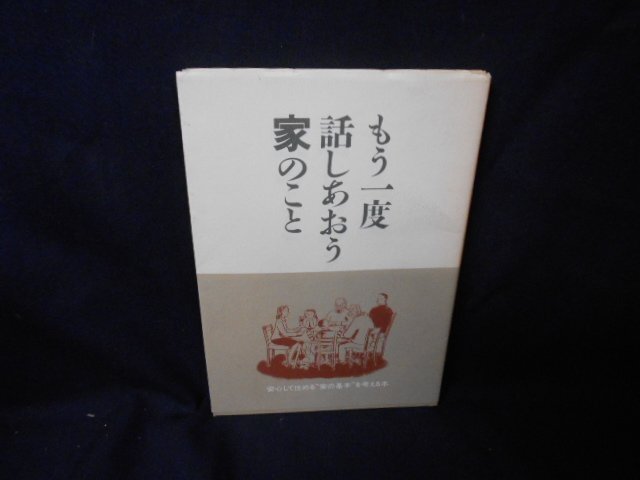 もう一度
話しあおう
家のこと
安心して住める"家の基本"を考える本